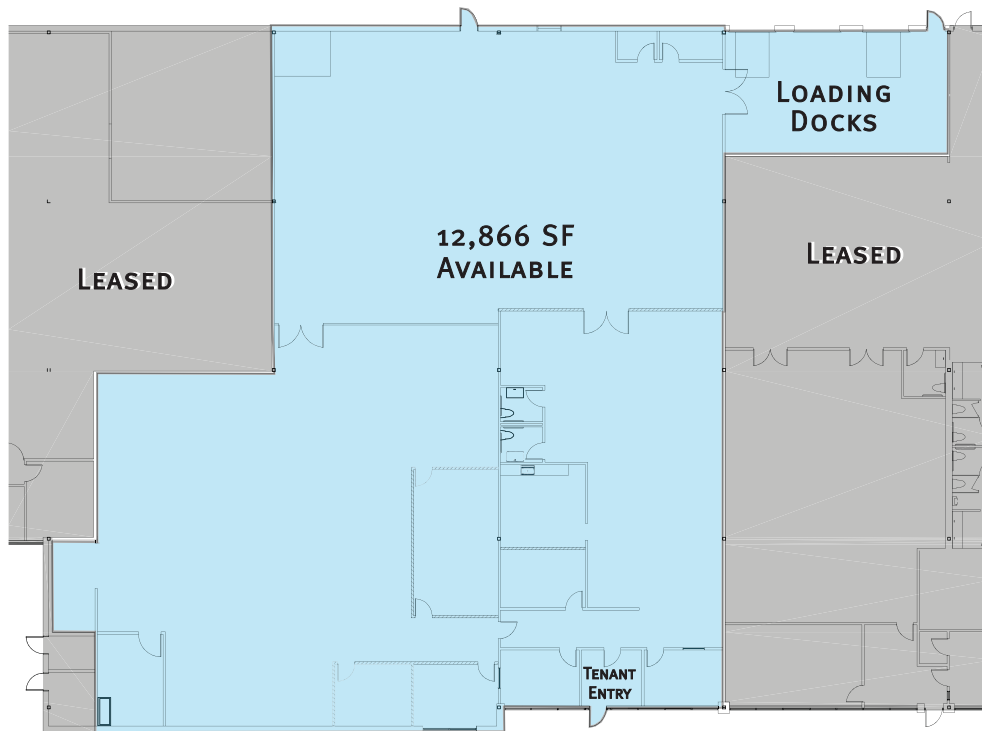 Loading
Docks
12,866 SF
Available
Leased
Leased
Tenant
Entry